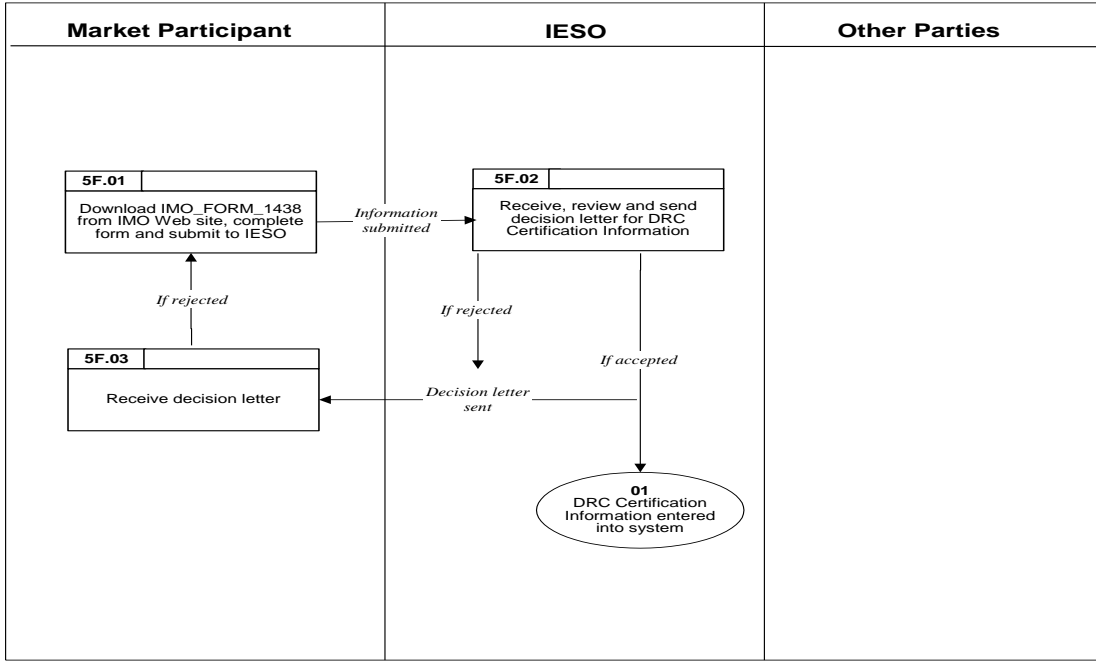 Market Participant
IESO
Other Parties
5F.01
Download IMO_FORM_1438
from IMO Web site, complete
form and submit to IESO
Information
submitted
5F.02
Receive, review and send
decision letter for DRC
Certification Information
If rejected
If rejected
If accepted
5F.03
Receive decision letter
Decision letter
sent
01
DRC Certification
Information entered
into system